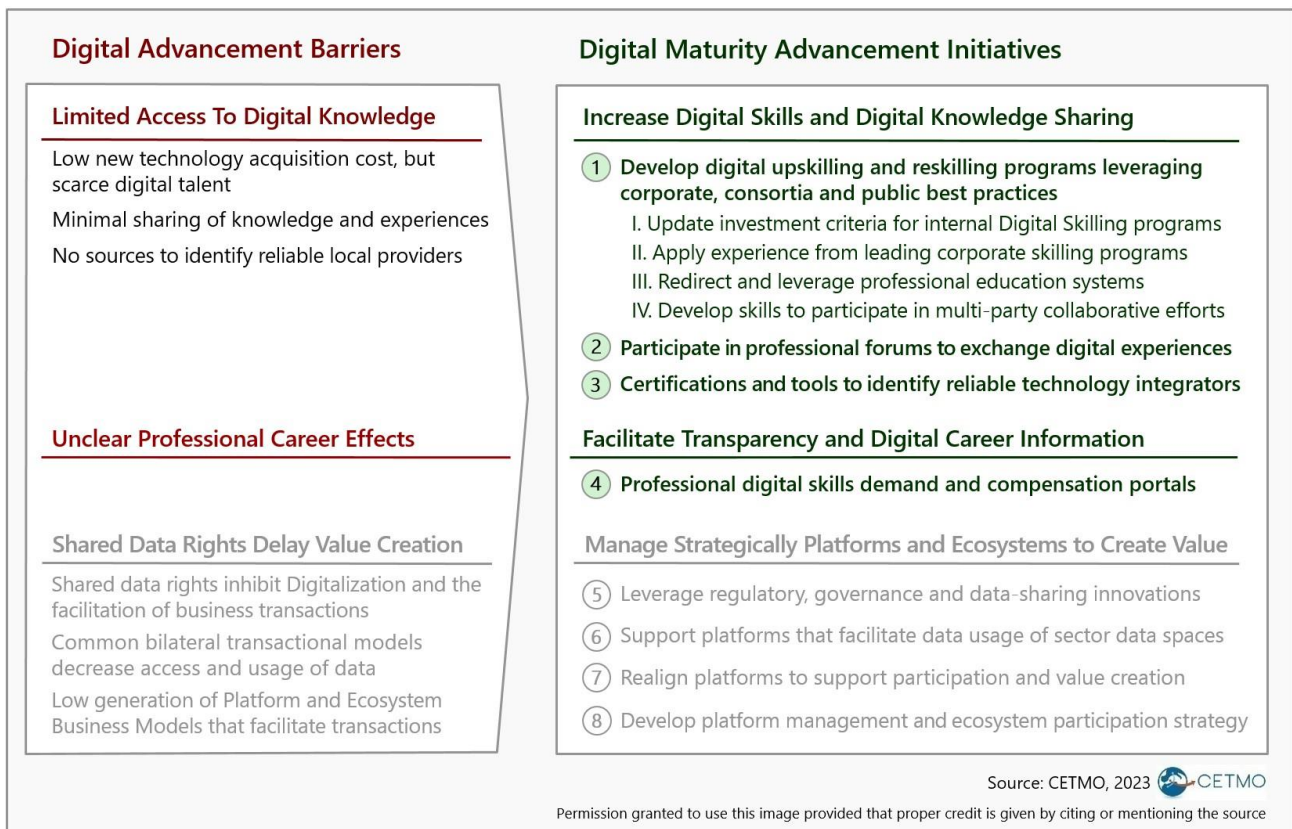 Digital Advancement Barriers
Limited Access To Digital Knowledge
Low new technology acquisition cost, but
scarce digital talent
Minimal sharing of knowledge and experiences
No sources to identify reliable local providers
Unclear Professional Career Effects
Shared Data Rights Delay Value Creation
Shared data rights inhibit Digitalization and the
facilitation of business transactions
Common bilateral transactional models
decrease access and usage of data
Low generation of Platform and Ecosystem
Business Models that facilitate transactions
Digital Maturity Advancement Initiatives
Increase Digital Skills and Digital Knowledge Sharing
1 Develop digital upskilling and reskilling programs leveraging
corporate, consortia and public best practices
I. Update investment criteria for internal Digital Skilling programs
II. Apply experience from leading corporate skilling programs
III. Redirect and leverage professional education systems
IV. Develop skills to participate in multi-party collaborative efforts
2 Participate in professional forums to exchange digital experiences
3 Certifications and tools to identify reliable technology integrators
Facilitate Transparency and Digital Career Information
4 Professional digital skills demand and compensation portals
Manage Strategically Platforms and Ecosystems to Create Value
5 Leverage regulatory, governance and data-sharing innovations
6 Support platforms that facilitate data usage of sector data spaces
7 Realign platforms to support participation and value creation
8 Develop platform management and ecosystem participation strategy
Source: CETMO, 2023 CETMO
Permission granted to use this image provided that proper credit is given by citing or mentioning the source